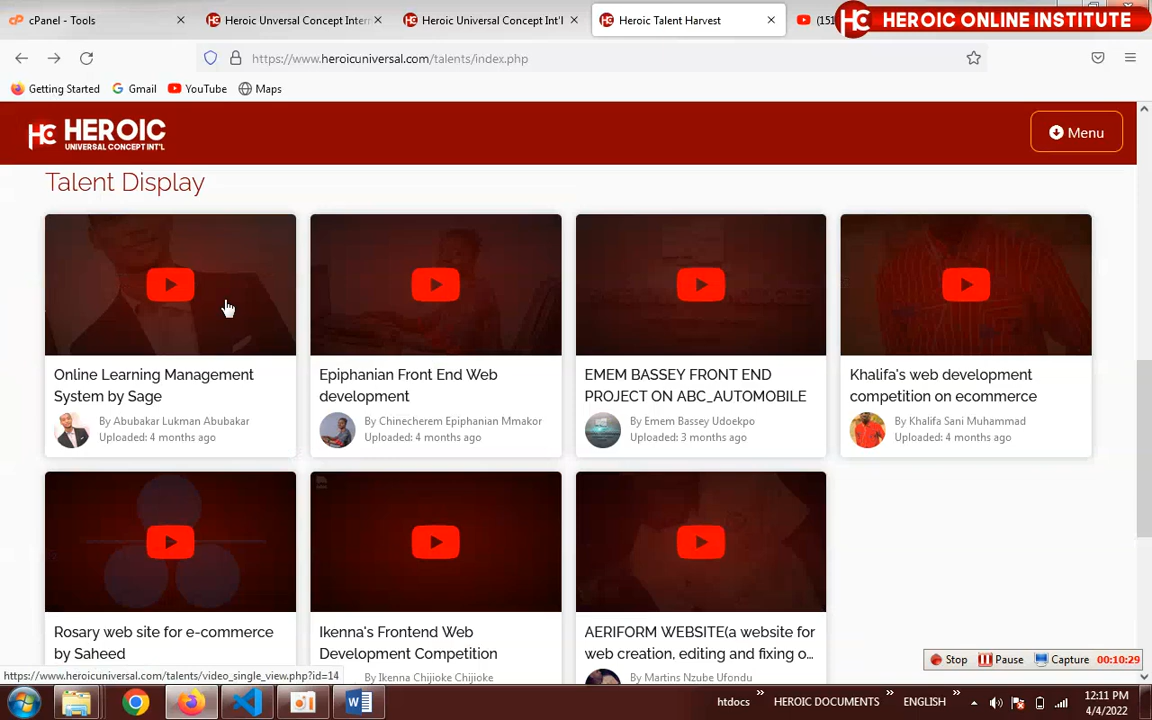 cPanel - Tools
Heroic Unversal Concept Intern
Heroic Universal Concept Int'l
Heroic Talent Harvest
(151
HC HEROIC ONLINE INSTITUTE
https://www.heroicuniversal.com/talents/index.php
Getting Started
Gmail
YouTube
Maps
HC HEROIC
UNIVERSAL CONCEPT INT'L
Menu
Talent Display
Online Learning Management
System by Sage
By Abubakar Lukman Abubakar
Uploaded: 4 months ago
Epiphanian Front End Web
development
By Chinecherem Epiphanian Mmakor
Uploaded: 4 months ago
EMEM BASSEY FRONT END
PROJECT ON ABC_AUTOMOBILE
By Emem Bassey Udoekpo
Uploaded: 3 months ago
Khalifa's web development
competition on ecommerce
By Khalifa Sani Muhammad
Uploaded: 4 months ago
Rosary web site for e-commerce
by Saheed
Ikenna's Frontend Web
Development Competition
By Ikenna Chijioke Chijioke
AERIFORM WEBSITE(a website for
web creation, editing and fixing o...
By Martins Nzube Ufondu
Stop
Pause
Capture
00:10:29
https://www.heroicuniversal.com/talents/video_single_view.php?id=14
htdocs
HEROIC DOCUMENTS
ENGLISH
12:11 PM
4/4/2022